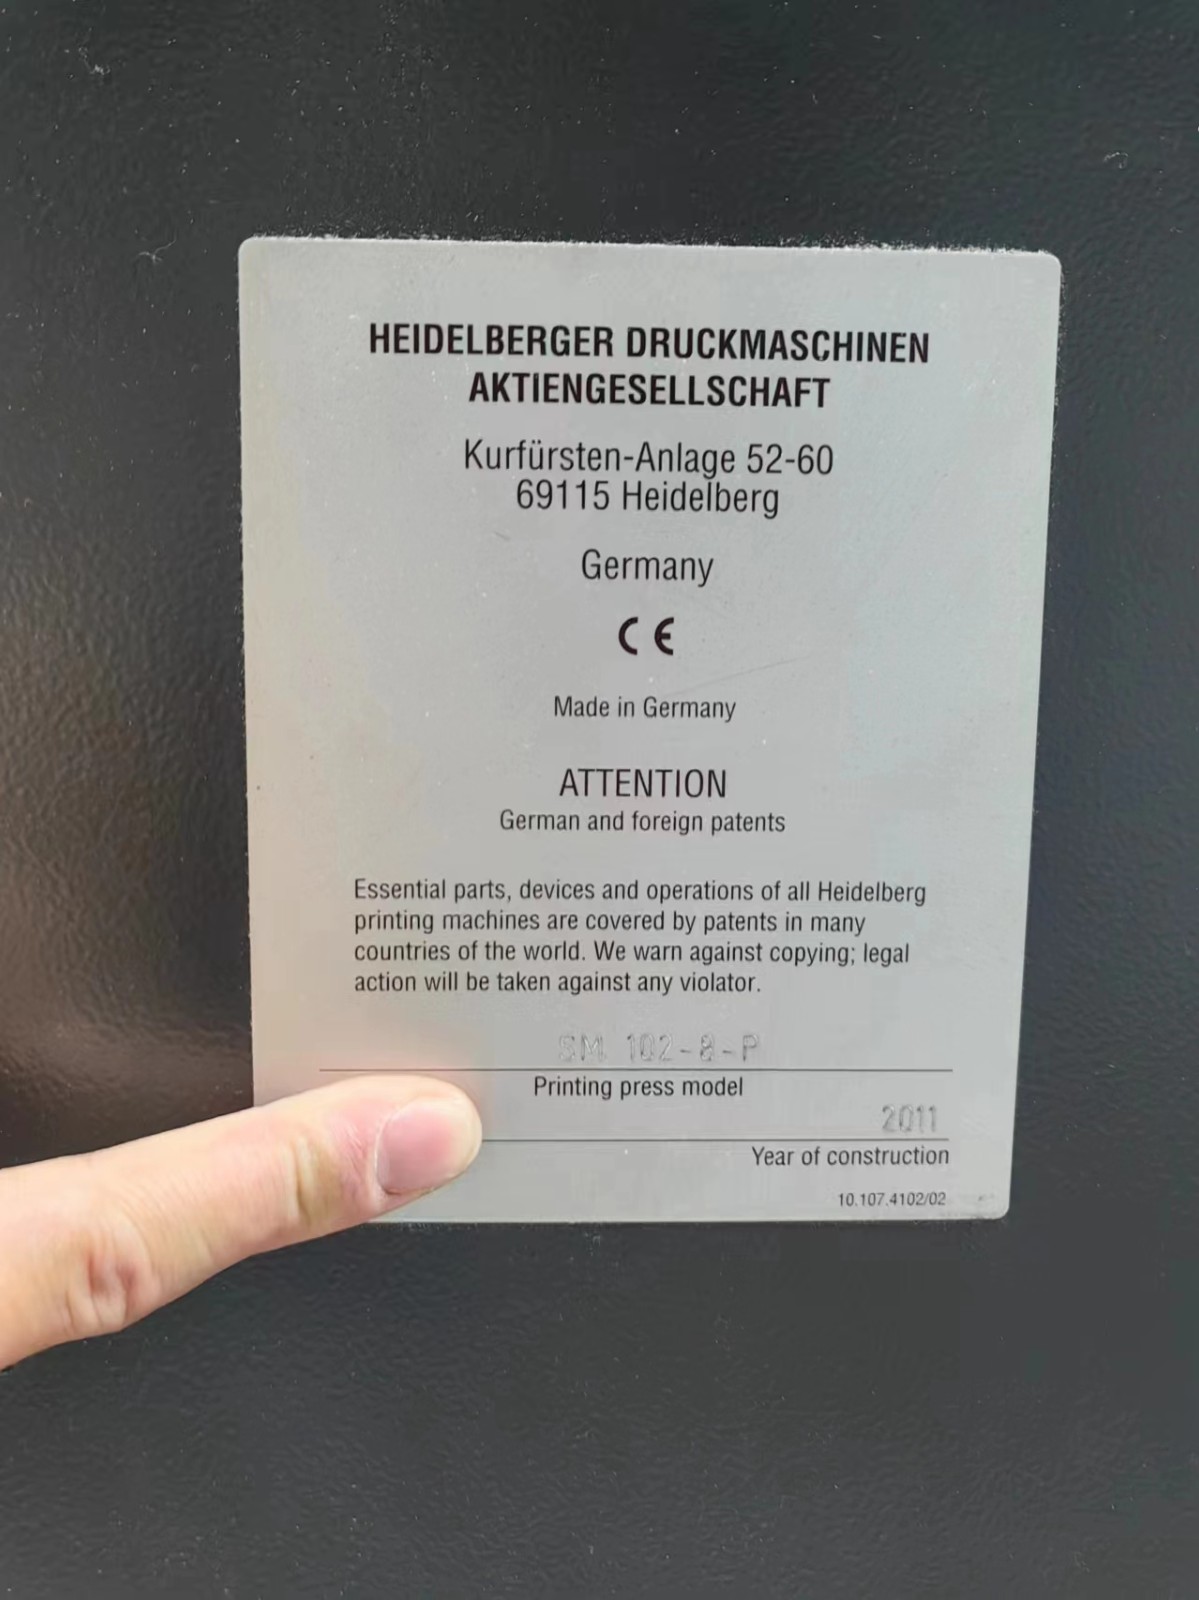 HEIDELBERGER DRUCKMASCHINEN
AKTIENGESELLSCHAFT
Kurfürsten-Anlage 52-60
69115 Heidelberg
Germany
CE
Made in Germany
ATTENTION
German and foreign patents
Essential parts, devices and operations of all Heidelberg
printing machines are covered by patents in many
countries of the world. We warn against copying; legal
action will be taken against any violator.
SM 102-8-P
Printing press model
2011
Year of construction
10.107.4102/02